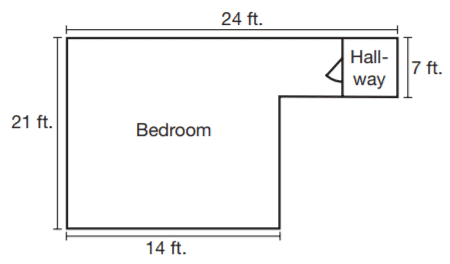 24 ft.
Hall-
way
7 ft.
21 ft.
Bedroom
14 ft.